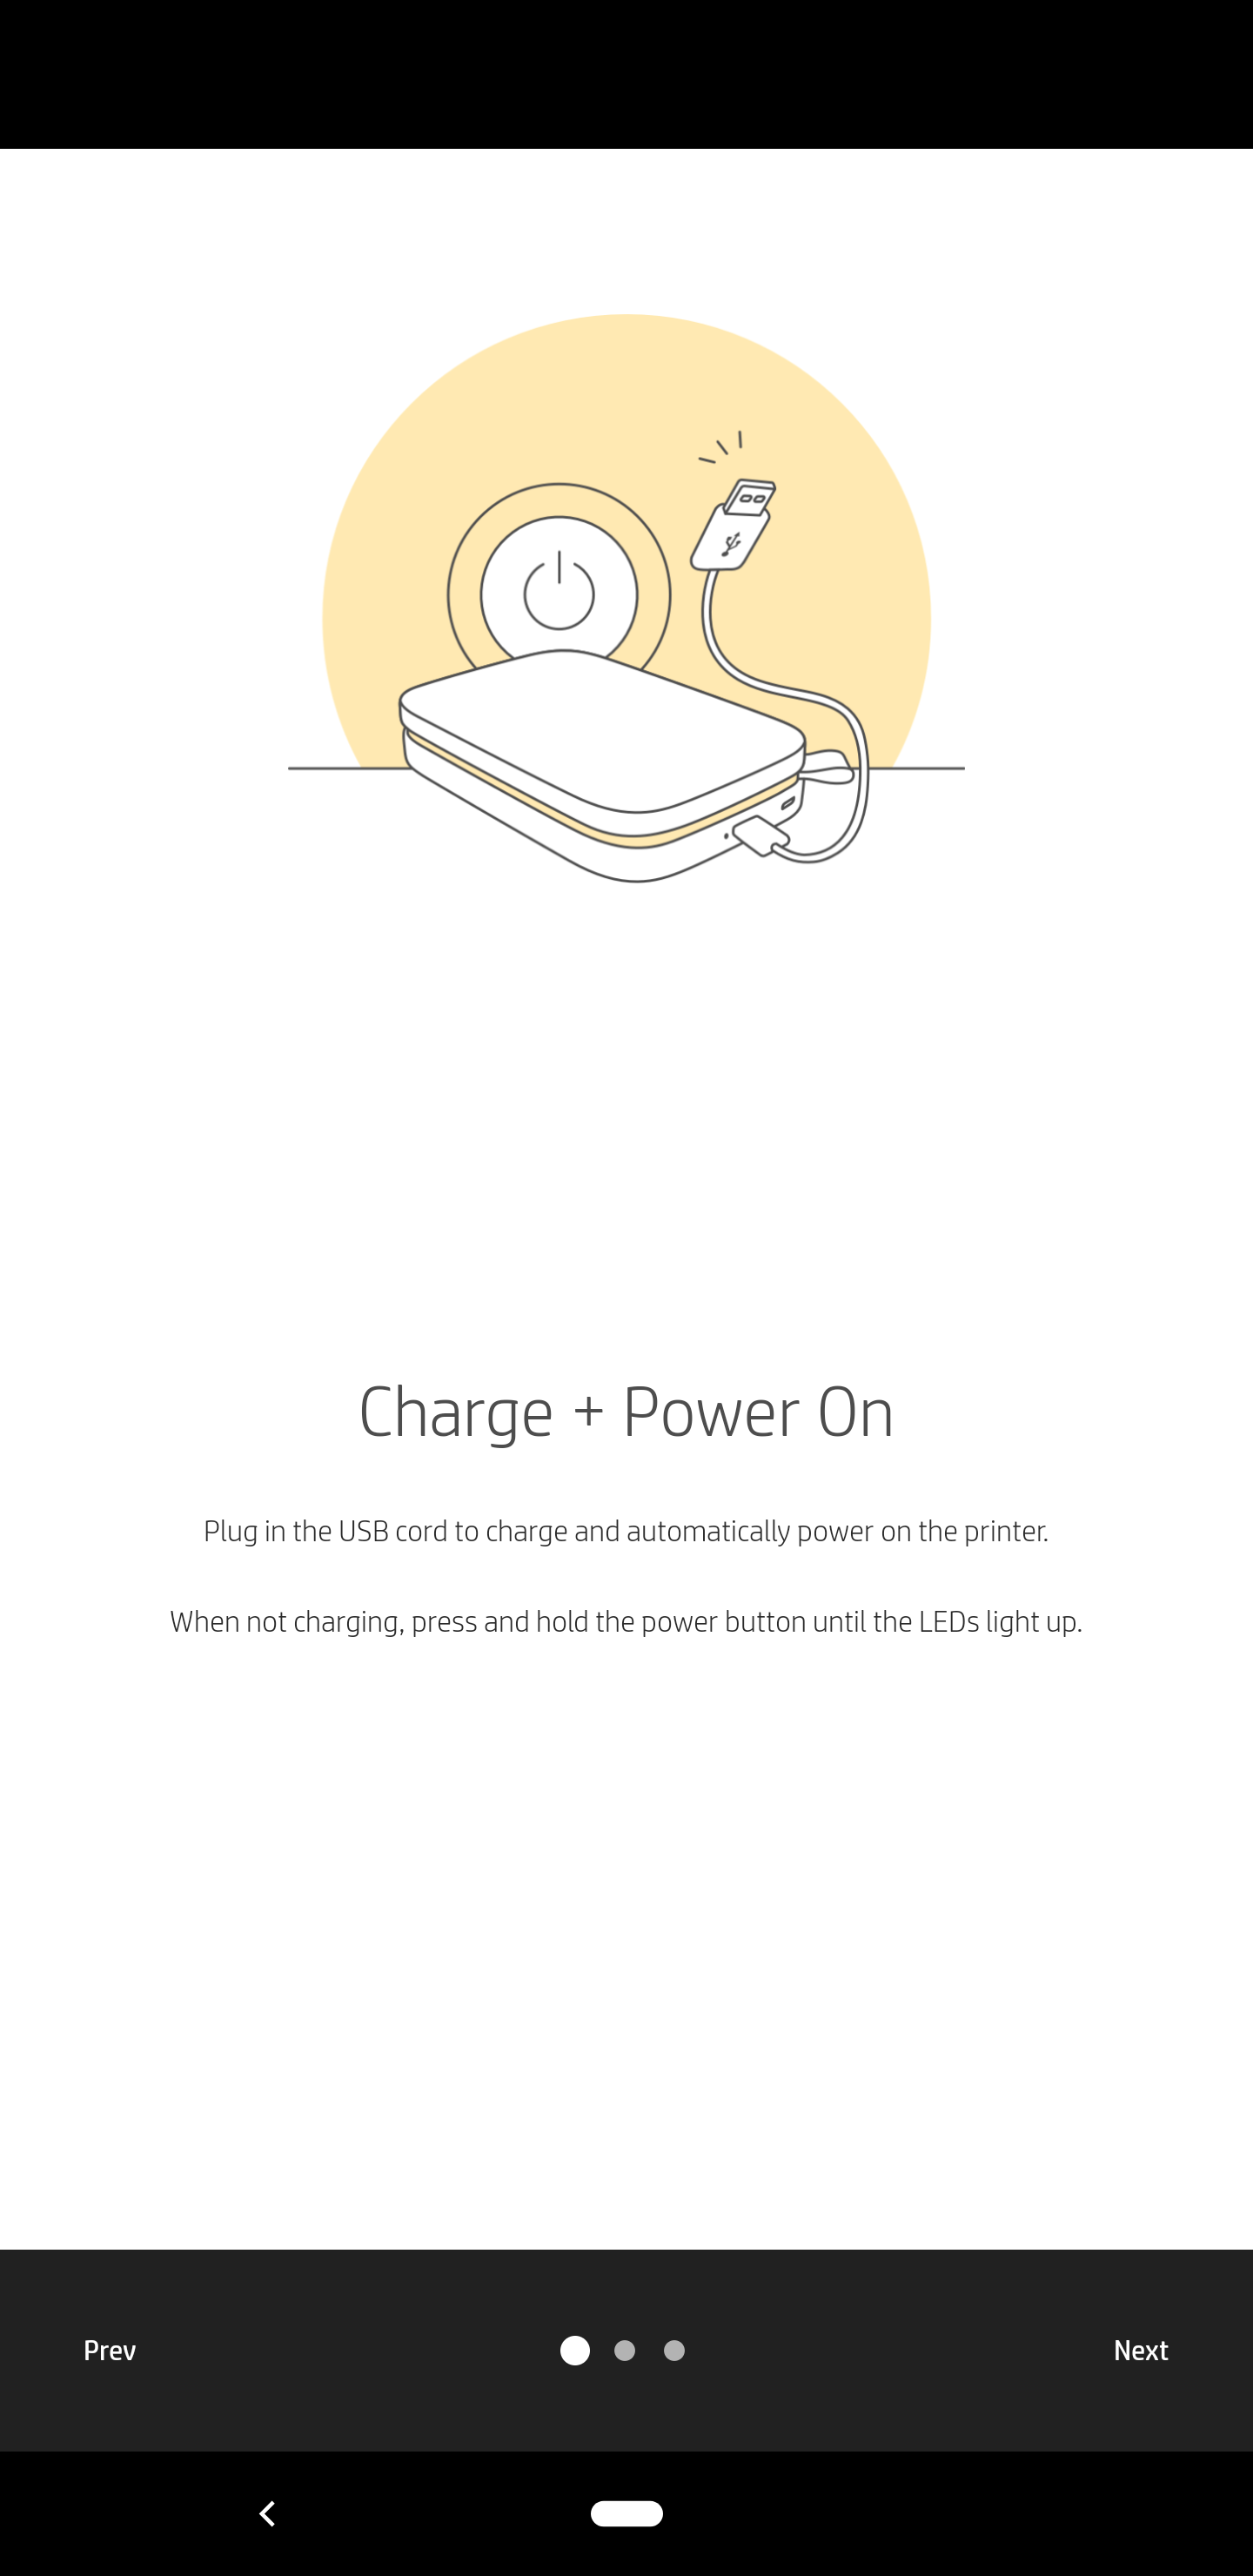 Charge + Power On
Plug in the USB cord to charge and automatically power on the printer.
When not charging, press and hold the power button until the LEDs light up.
Prev
Next